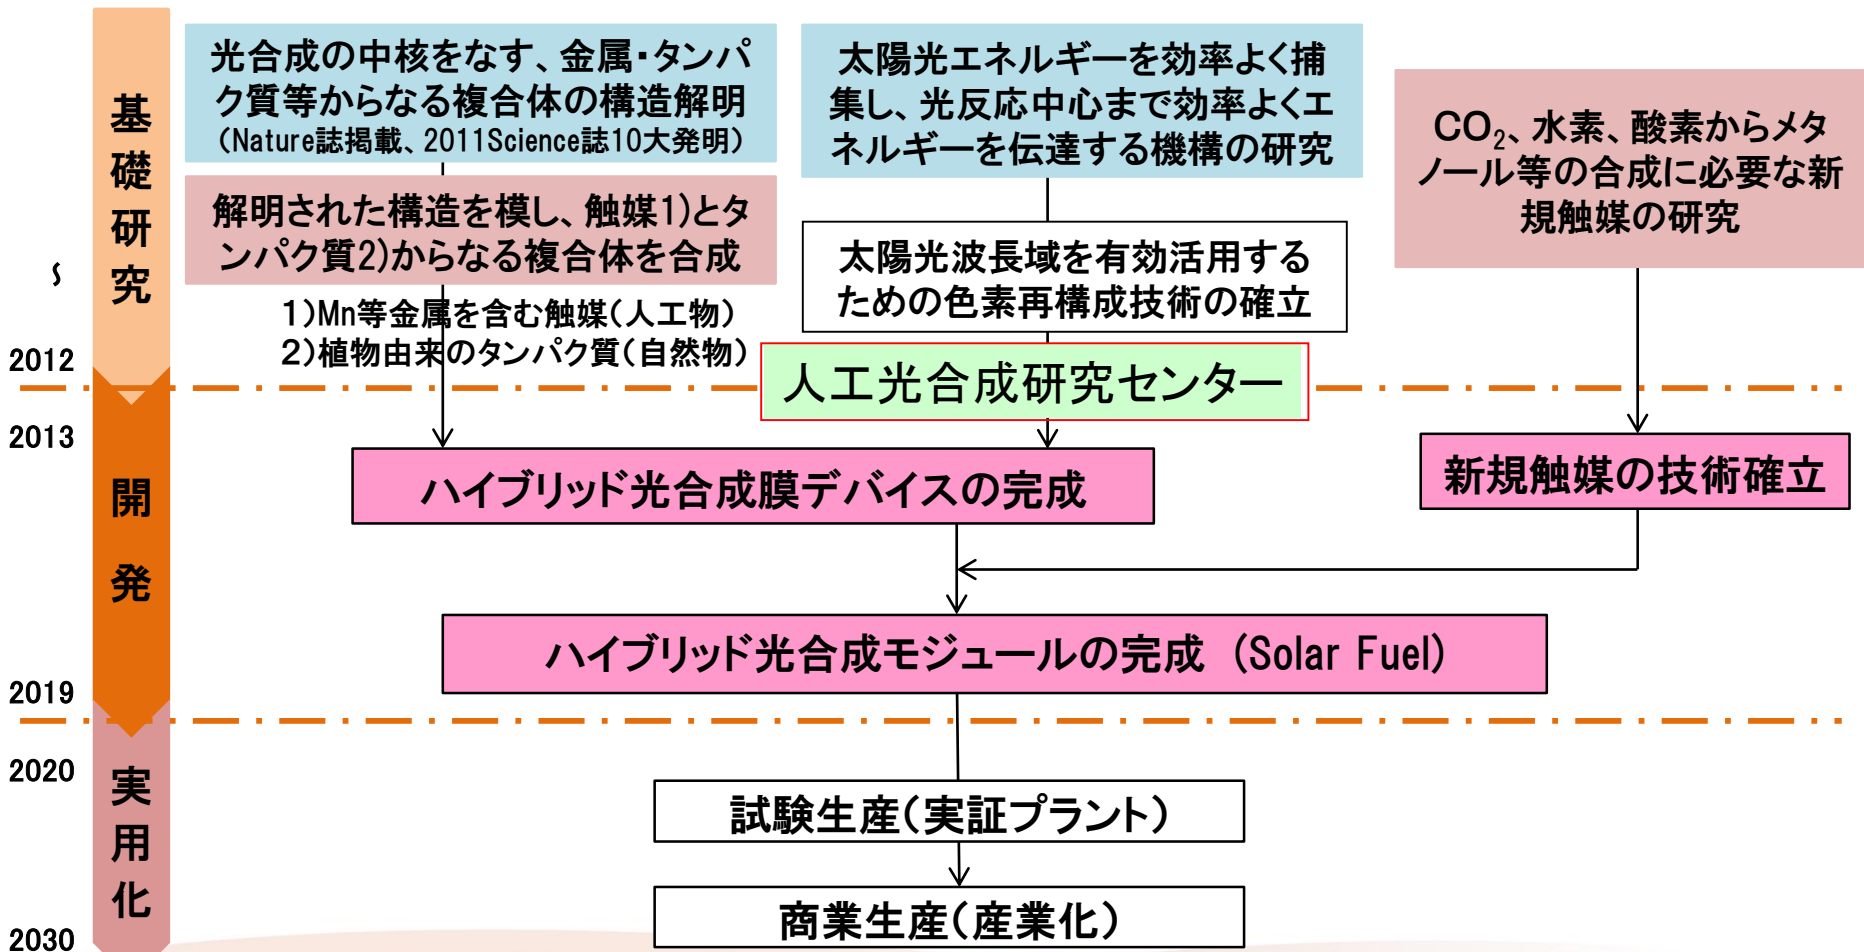 基礎研究
～
2012
2013
開発
2019
2020
実用化
2030
光合成の中核をなす、金属・タンパ
ク質等からなる複合体の構造解明
（Nature誌掲載、2011Science誌10大発明）
解明された構造を模し、触媒1)とタ
ンパク質2)からなる複合体を合成
1)Mn等金属を含む触媒（人工物）
2)植物由来のタンパク質（自然物）
太陽光エネルギーを効率よく捕
集し、光反応中心まで効率よくエ
ネルギーを伝達する機構の研究
太陽光波長域を有効活用する
ための色素再構成技術の確立
CO₂、水素、酸素からメタ
ノール等の合成に必要な新
規触媒の研究
人工光合成研究センター
ハイブリッド光合成膜デバイスの完成
新規触媒の技術確立
ハイブリッド光合成モジュールの完成（Solar Fuel）
試験生産（実証プラント）
商業生産（産業化）